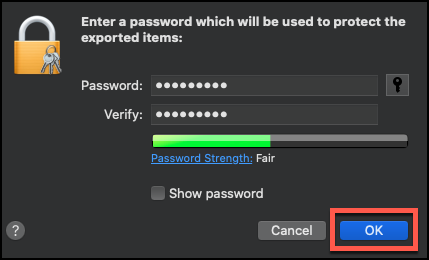 Enter a password which will be used to protect the
exported items:
Password: •••••••••
Verify: •••••••••
Password Strength: Fair
Show password
? Cancel OK